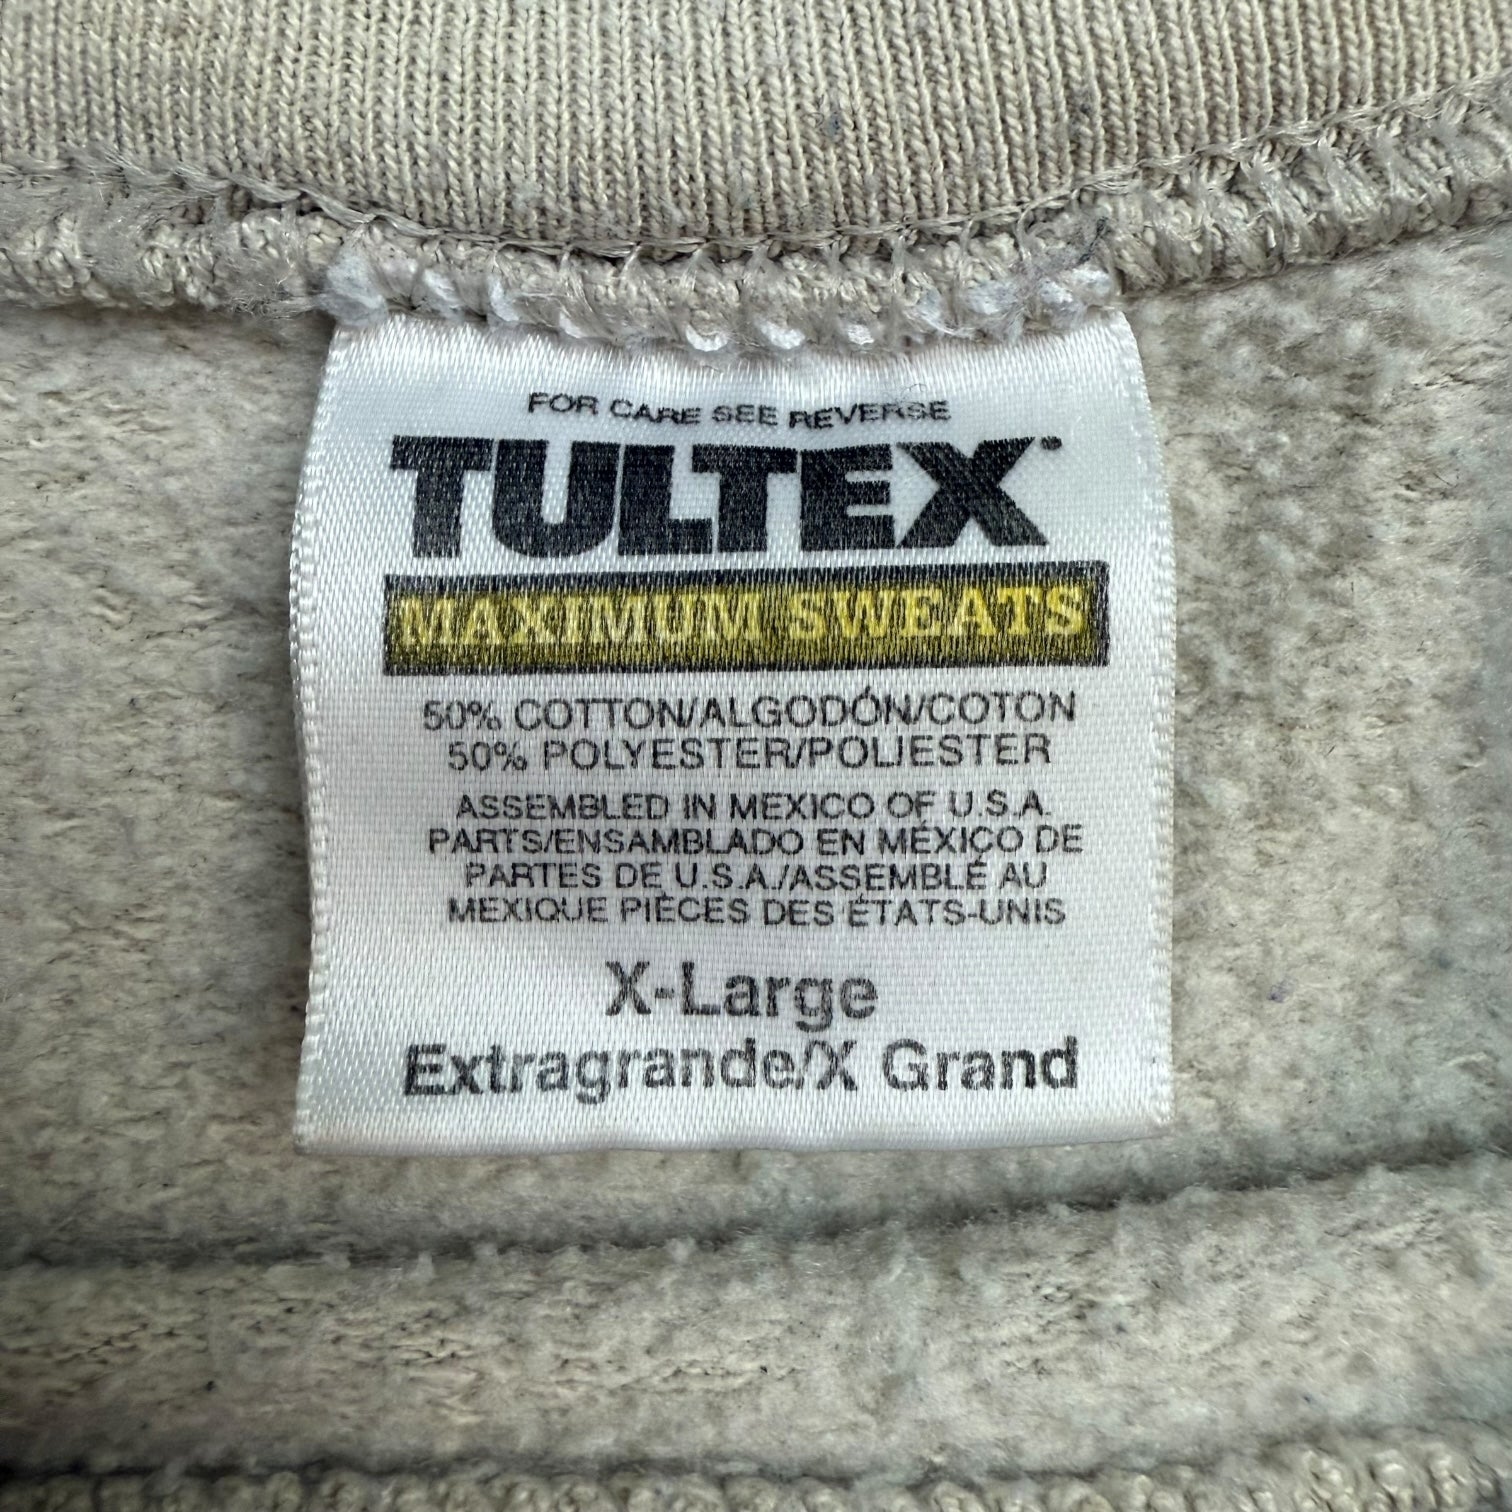 FOR CARE SEE REVERSE
TULTEX
MAXIMUM SWEATS
50% COTTON/ALGODÓN/COTON
50% POLYESTER/POLIESTER
ASSEMBLED IN MEXICO OF U.S.A.
PARTS/ENSAMBLADO EN MÉXICO DE
PARTES DE U.S.A./ASSEMBLÉ AU
MEXIQUE PIÈCES DES ÉTATS-UNIS
X-Large
Extragrande/X Grand